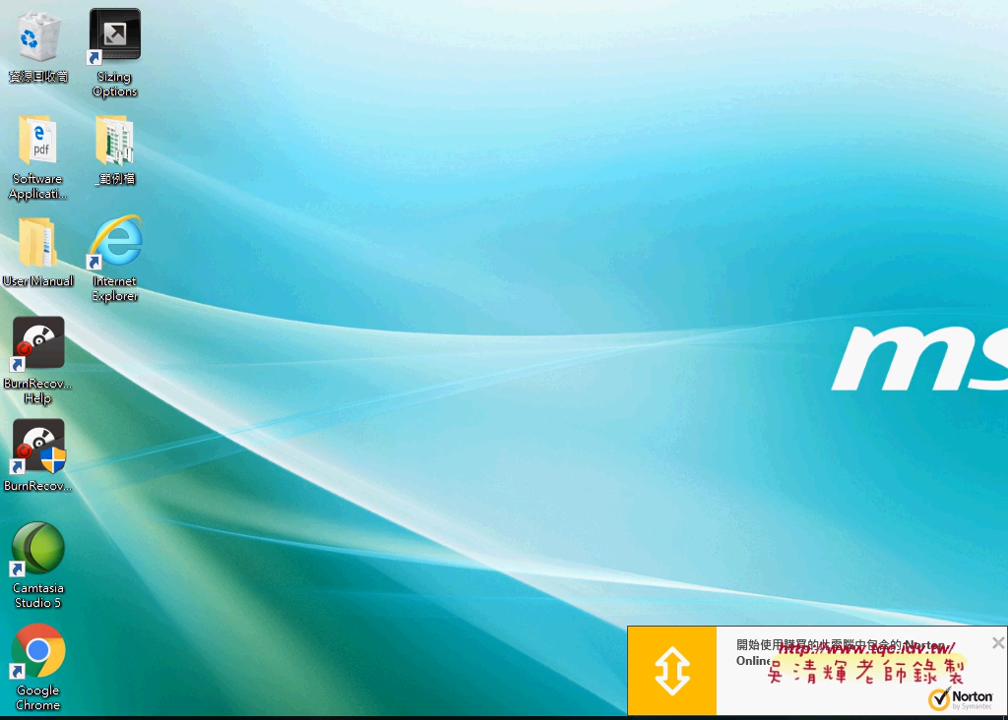 資源回收筒
Sizing
Options
pdf
Software
Applicati...
_範例檔
User Manual
Internet
Explorer
BurnRecov...
Help
BurnRecov...
Camtasia
Studio 5
Google
Chrome
ms
開始使用購買的此電腦中包含的 Norton
Online
http://www.tqc.idv.tw/
吳清輝老師錄製
Norton
by Symantec